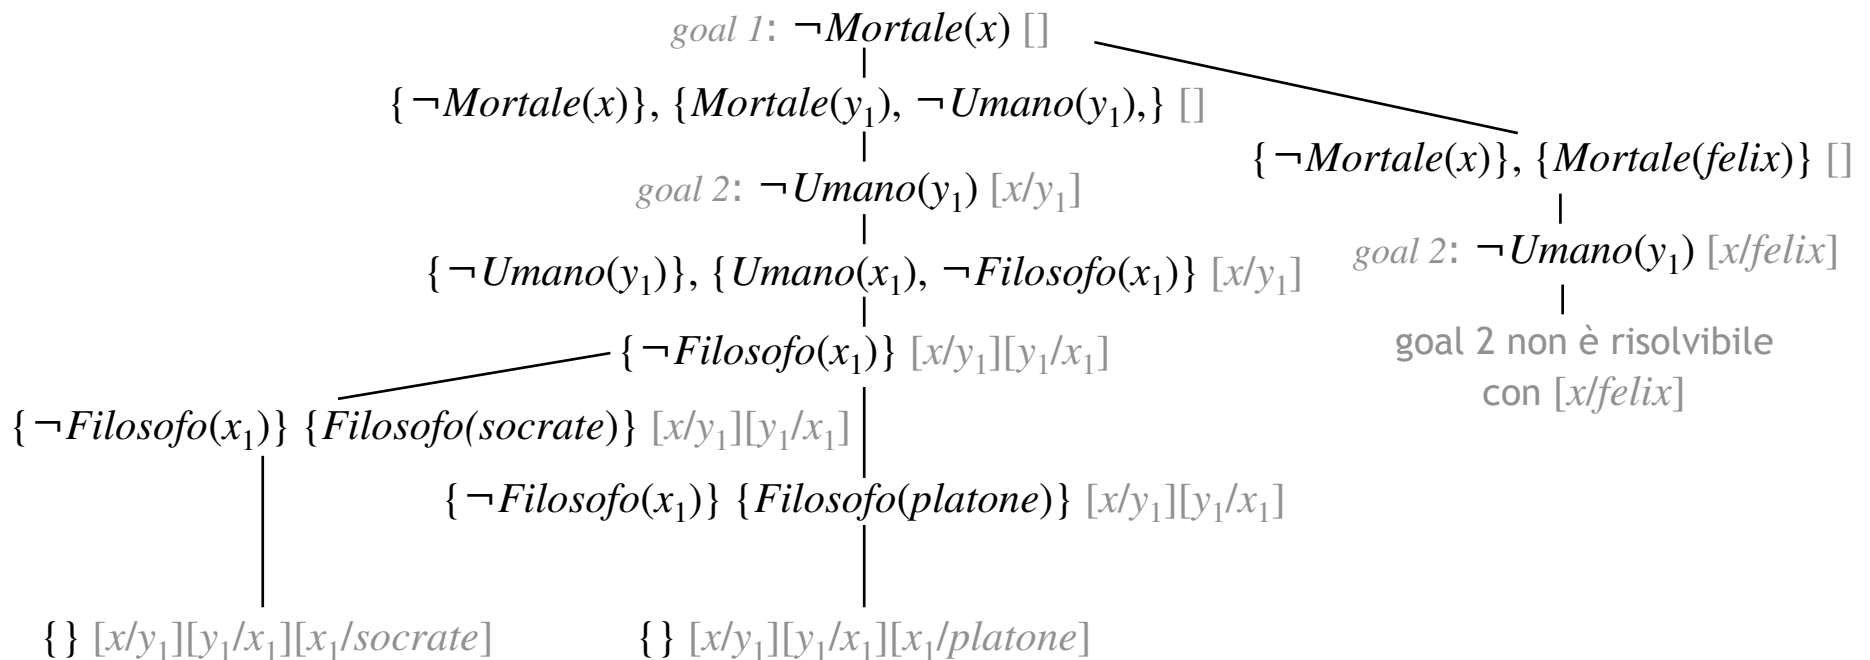 goal 1: ¬Mortale(x) []
{¬Mortale(x)}, {Mortale(y₁), ¬Umano(y₁),} []
{¬Mortale(x)}, {Mortale(felix)} []
goal 2: ¬Umano(y₁) [x/y₁]
goal 2: ¬Umano(y₁) [x/felix]
{¬Umano(y₁)}, {Umano(x₁), ¬Filosofo(x₁)} [x/y₁]
goal 2 non è risolvibile
con [x/felix]
{¬Filosofo(x₁)} [x/y₁][y₁/x₁]
{¬Filosofo(x₁)} {Filosofo(socrate)} [x/y₁][y₁/x₁]
{¬Filosofo(x₁)} {Filosofo(platone)} [x/y₁][y₁/x₁]
{} [x/y₁][y₁/x₁][x₁/socrate]
{} [x/y₁][y₁/x₁][x₁/platone]